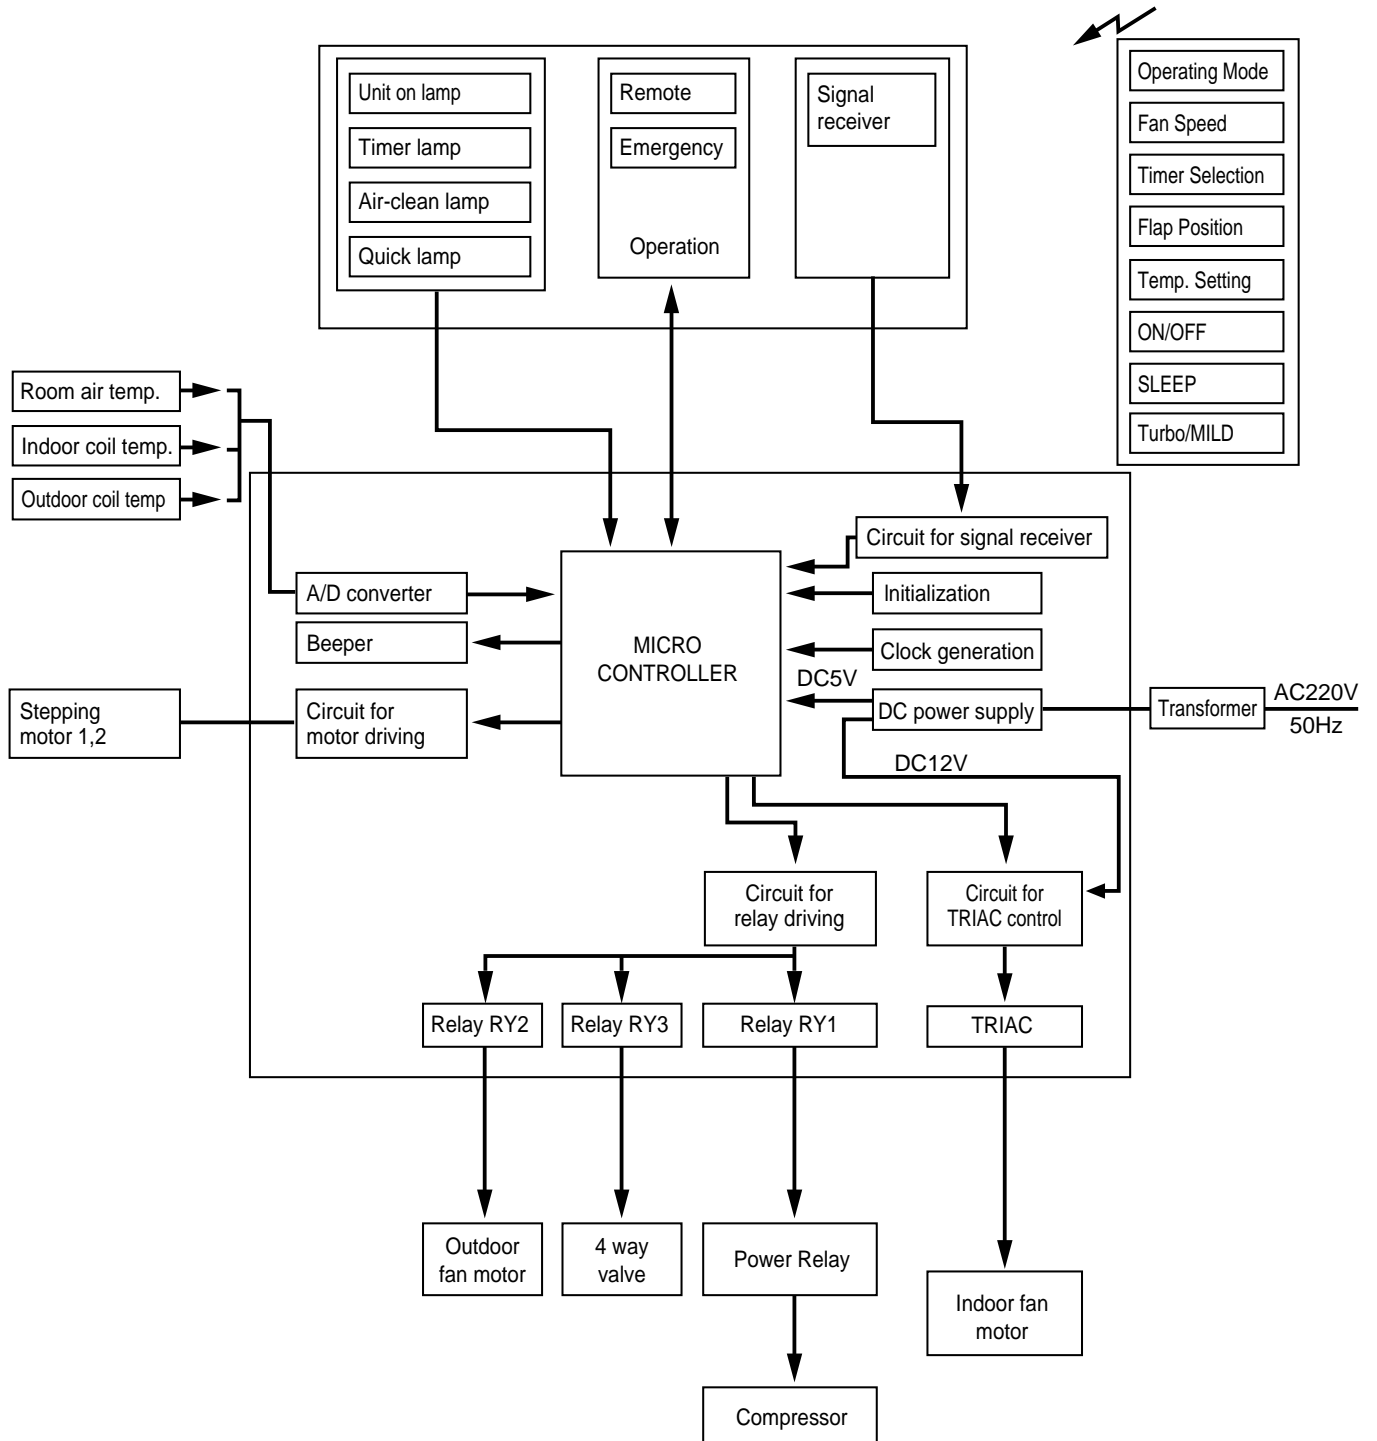 Unit on lamp
Timer lamp
Air-clean lamp
Quick lamp
Remote
Emergency
Operation
Signal
receiver
Operating Mode
Fan Speed
Timer Selection
Flap Position
Temp. Setting
ON/OFF
SLEEP
Turbo/MILD
Room air temp.
Indoor coil temp.
Outdoor coil temp
A/D converter
Beeper
Stepping
motor 1,2
Circuit for
motor driving
MICRO
CONTROLLER
Circuit for signal receiver
Initialization
Clock generation
DC5V
DC power supply
Transformer
AC220V
50Hz
DC12V
Circuit for
relay driving
Circuit for
TRIAC control
Relay RY2
Relay RY3
Relay RY1
TRIAC
Outdoor
fan motor
4 way
valve
Power Relay
Indoor fan
motor
Compressor